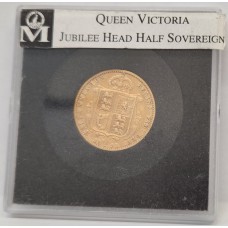 QUEEN VICTORIA
JUBILEE HEAD HALF SOVEREIGN